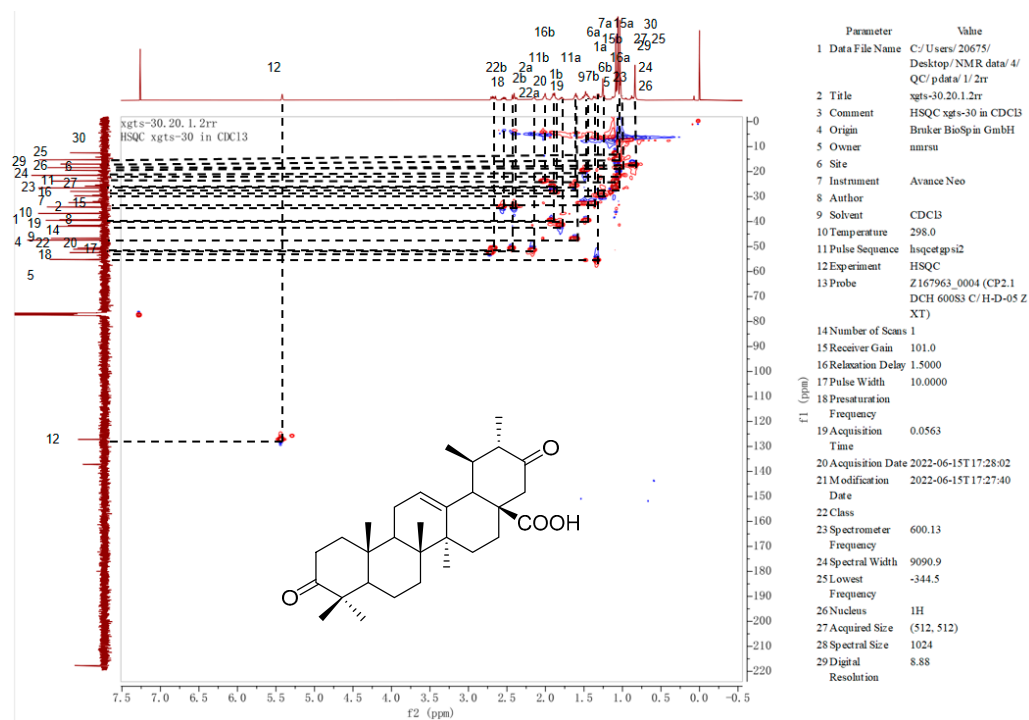 30
7a 15a
16b
6a
27, 25
15b
29
1a
12
22b
11b
11a
16a
24
18
2a
1b
97b
6b
23
2b
20
19
5
26
22a
xgts-30.20.1.2rr
HSQC xgts-30 in CDCl3
30
25
29
26
6
24
11
27
23
16
7
15
2
10
1
8
19
14
9
4
22
20
17
18
5
12
O
COOH
O
0
10
20
30
40
50
60
70
80
90
100
110
120
130
140
150
160
170
180
190
200
210
220
f1 (ppm)
7.5 7.0 6.5 6.0 5.5 5.0 4.5 4.0 3.5 3.0 2.5 2.0 1.5 1.0 0.5 0.0 -0.5
f2 (ppm)
Parameter Value
1 Data File Name C:/Users/20675/
Desktop/NMR data/4/
QC/pdata/1/2rr
2 Title xgts-30.20.1.2rr
3 Comment HSQC xgts-30 in CDCl3
4 Origin Bruker BioSpin GmbH
5 Owner nmrsu
6 Site
7 Instrument Avance Neo
8 Author
9 Solvent CDCl3
10 Temperature 298.0
11 Pulse Sequence hsqcetgpsi2
12 Experiment HSQC
13 Probe Z167963_0004 (CP2.1
DCH 600S3 C/H-D-05 Z
XT)
14 Number of Scans 1
15 Receiver Gain 101.0
16 Relaxation Delay 1.5000
17 Pulse Width 10.0000
18 Presaturation
Frequency
19 Acquisition 0.0563
Time
20 Acquisition Date 2022-06-15T17:28:02
21 Modification 2022-06-15T17:27:40
Date
22 Class
23 Spectrometer 600.13
Frequency
24 Spectral Width 9090.9
25 Lowest -344.5
Frequency
26 Nucleus 1H
27 Acquired Size (512, 512)
28 Spectral Size 1024
29 Digital 8.88
Resolution